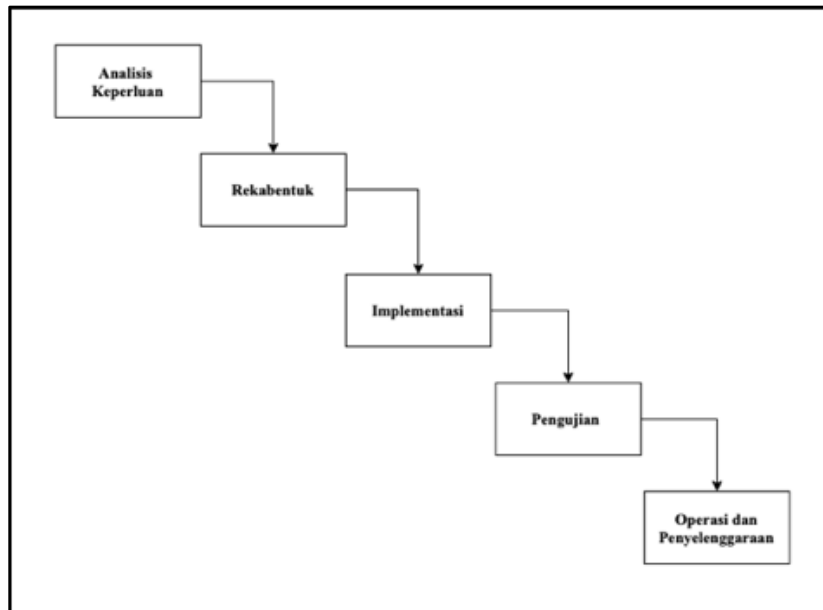 Analisis
Keperluan
Rekabentuk
Implementasi
Pengujian
Operasi dan
Penyelenggaraan